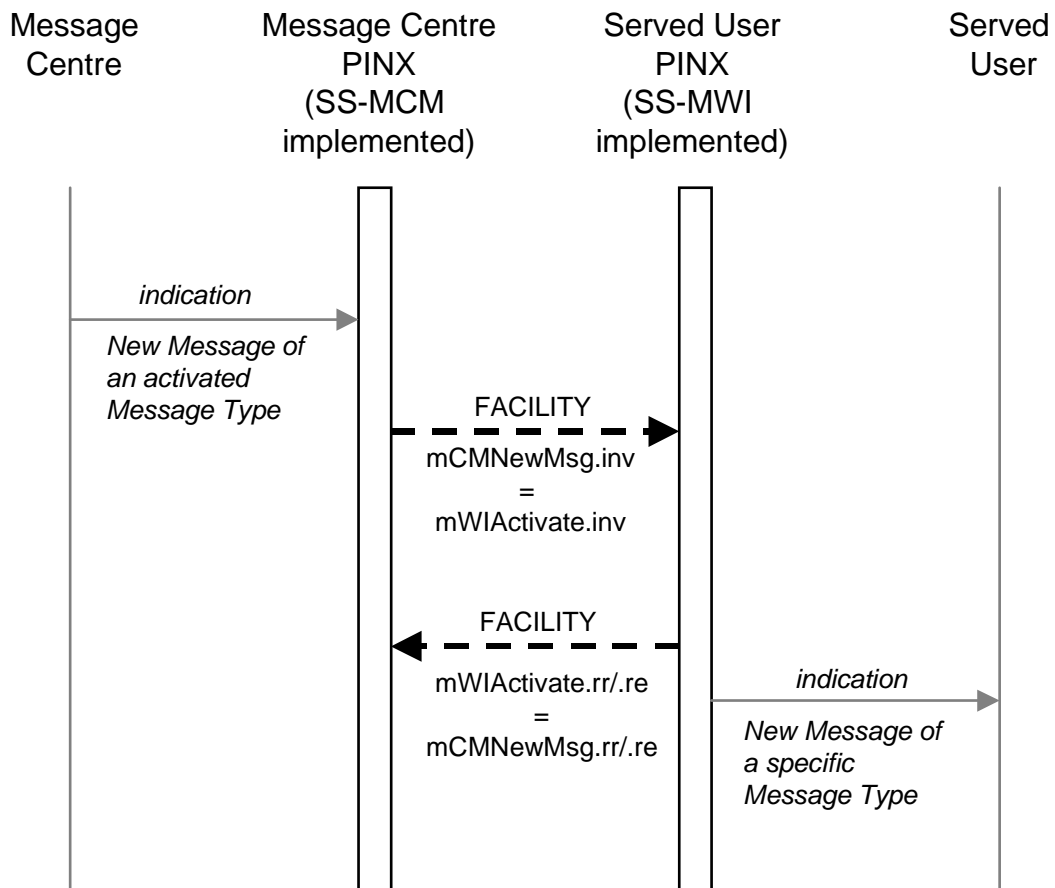 Message
Centre
Message Centre
PINX
(SS-MCM
implemented)
Served User
PINX
(SS-MWI
implemented)
Served
User
indication
New Message of
an activated
Message Type
FACILITY
mCMNewMsg.inv
=
mWIActivate.inv
FACILITY
mWIActivate.rr/.re
=
mCMNewMsg.rr/.re
indication
New Message of
a specific
Message Type